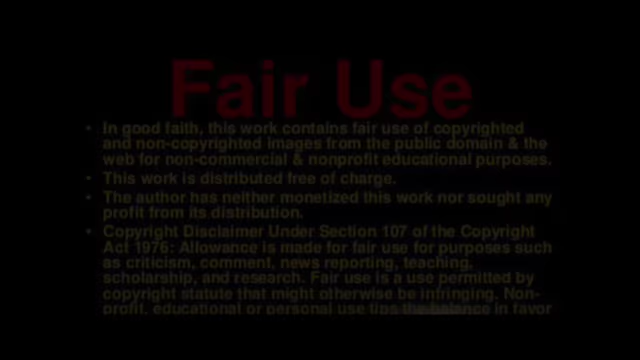 Fair Use
• In good faith, this work contains fair use of copyrighted
and non-copyrighted images from the public domain & the
web for non-commercial & nonprofit educational purposes.
• This work is distributed free of charge.
• The author has neither monetized this work nor sought any
profit from its distribution.
• Copyright Disclaimer Under Section 107 of the Copyright
Act 1976: Allowance is made for fair use for purposes such
as criticism, comment, news reporting, teaching,
scholarship, and research. Fair use is a use permitted by
copyright statute that might otherwise be infringing. Non-
profit, educational or personal use tips the balance in favor